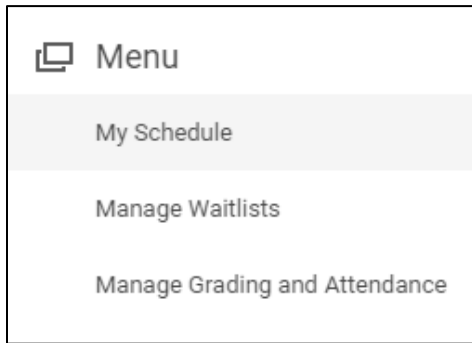 Menu
My Schedule
Manage Waitlists
Manage Grading and Attendance